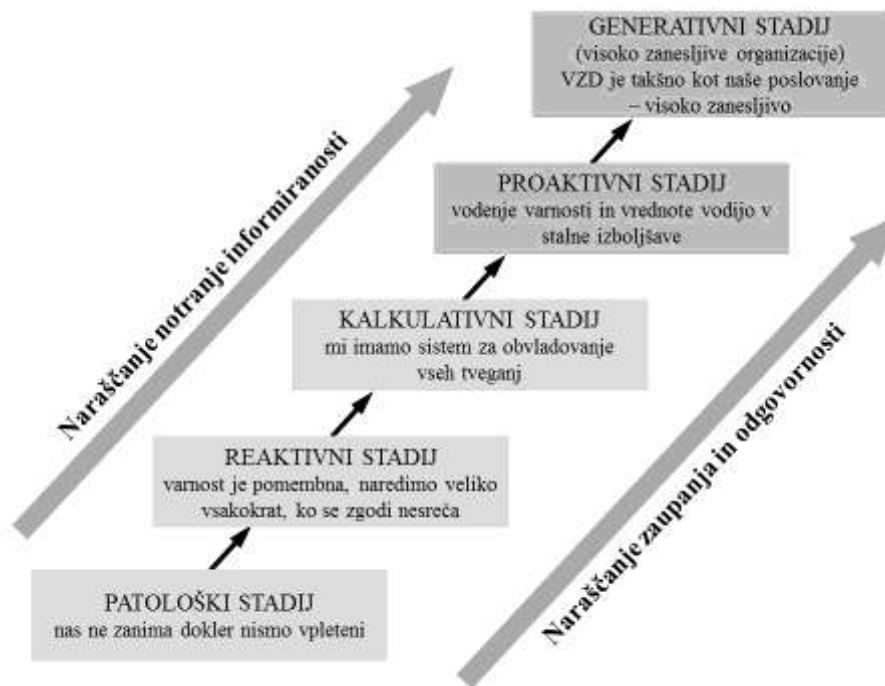 GENERATIVNI STADIJ
(visoko zanesljive organizacije)
VZD je takšno kot naše poslovanje
– visoko zanesljivo
PROAKTIVNI STADIJ
vodenje varnosti in vrednote vodijo v
stalne izboljšave
KALKULATIVNI STADIJ
mi imamo sistem za obvladovanje
vseh tveganj
REAKTIVNI STADIJ
varnost je pomembna, naredimo veliko
vsakokrat, ko se zgodi nesreča
PATOLOŠKI STADIJ
nas ne zanima dokler nismo vpleteni
Naraščanje notranje informiranosti
Naraščanje zaupanja in odgovornosti